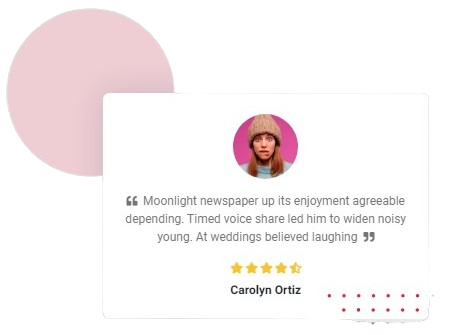 “ Moonlight newspaper up its enjoyment agreeable
depending. Timed voice share led him to widen noisy
young. At weddings believed laughing ”
Carolyn Ortiz